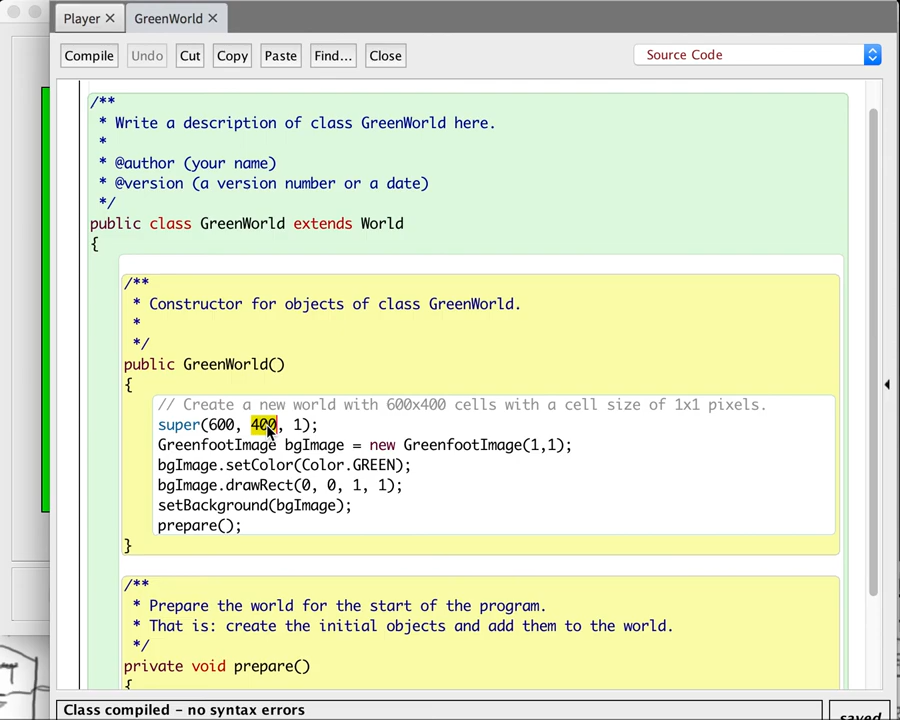 Player ✕ GreenWorld ✕
Compile Undo Cut Copy Paste Find... Close Source Code
/**
* Write a description of class GreenWorld here.
*
* @author (your name)
* @version (a version number or a date)
*/
public class GreenWorld extends World
{
/**
* Constructor for objects of class GreenWorld.
*
*/
public GreenWorld()
{
// Create a new world with 600x400 cells with a cell size of 1x1 pixels.
super(600, 400, 1);
GreenfootImage bgImage = new GreenfootImage(1,1);
bgImage.setColor(Color.GREEN);
bgImage.drawRect(0, 0, 1, 1);
setBackground(bgImage);
prepare();
}
/**
* Prepare the world for the start of the program.
* That is: create the initial objects and add them to the world.
*/
private void prepare()
{
Class compiled – no syntax errors
saved